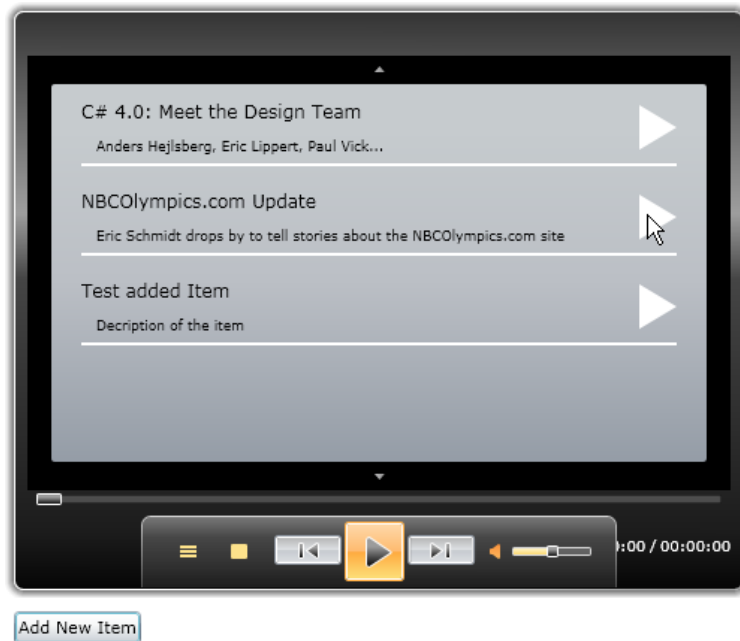 C# 4.0: Meet the Design Team
Anders Hejlsberg, Eric Lippert, Paul Vick...
NBCOlympics.com Update
Eric Schmidt drops by to tell stories about the NBCOlympics.com site
Test added Item
Decription of the item
:00 / 00:00:00
Add New Item